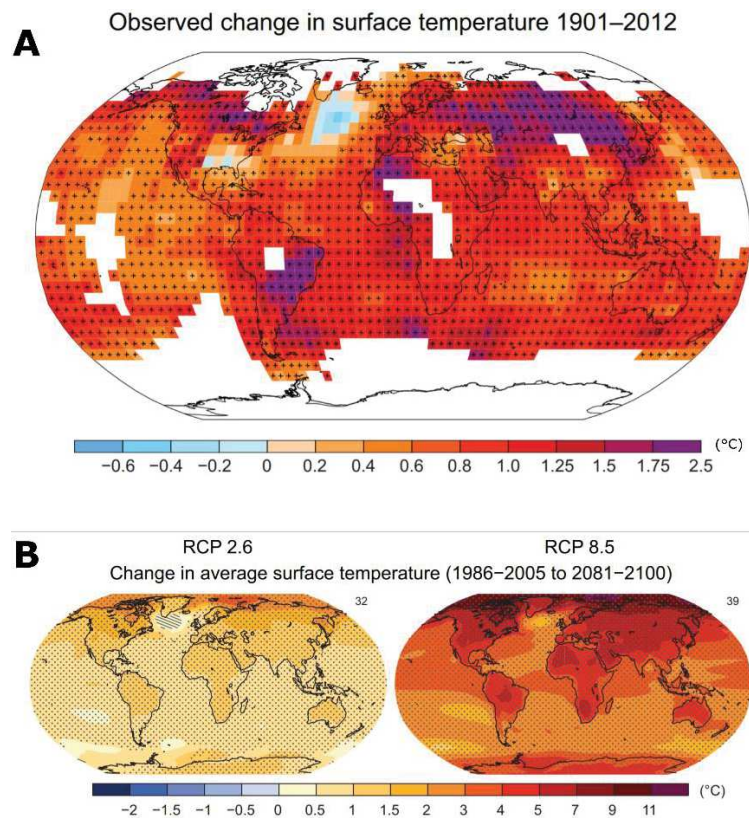 Observed change in surface temperature 1901–2012
A
(°C)
−0.6 −0.4 −0.2 0 0.2 0.4 0.6 0.8 1.0 1.25 1.5 1.75 2.5
B
RCP 2.6 RCP 8.5
Change in average surface temperature (1986−2005 to 2081−2100)
32 39
(°C)
−2 −1.5 −1 −0.5 0 0.5 1 1.5 2 3 4 5 7 9 11